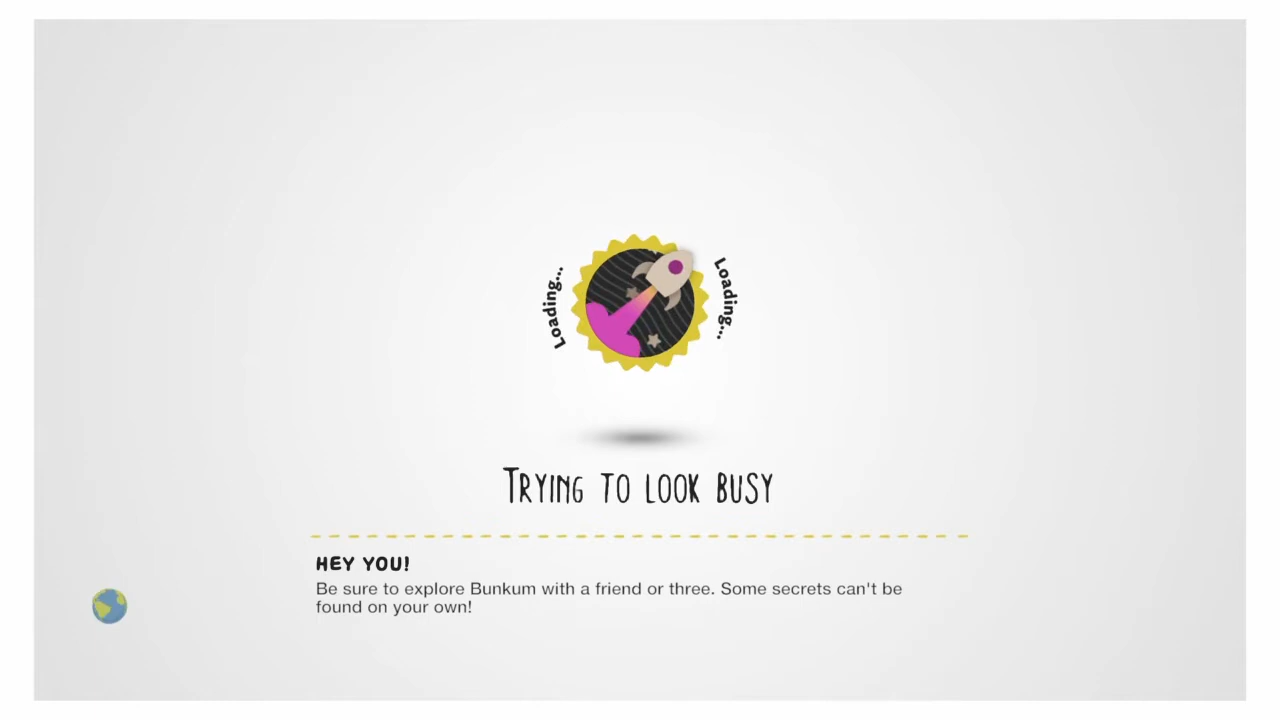 Loading...
Loading...
Trying to look busy
HEY YOU!
Be sure to explore Bunkum with a friend or three. Some secrets can't be
found on your own!